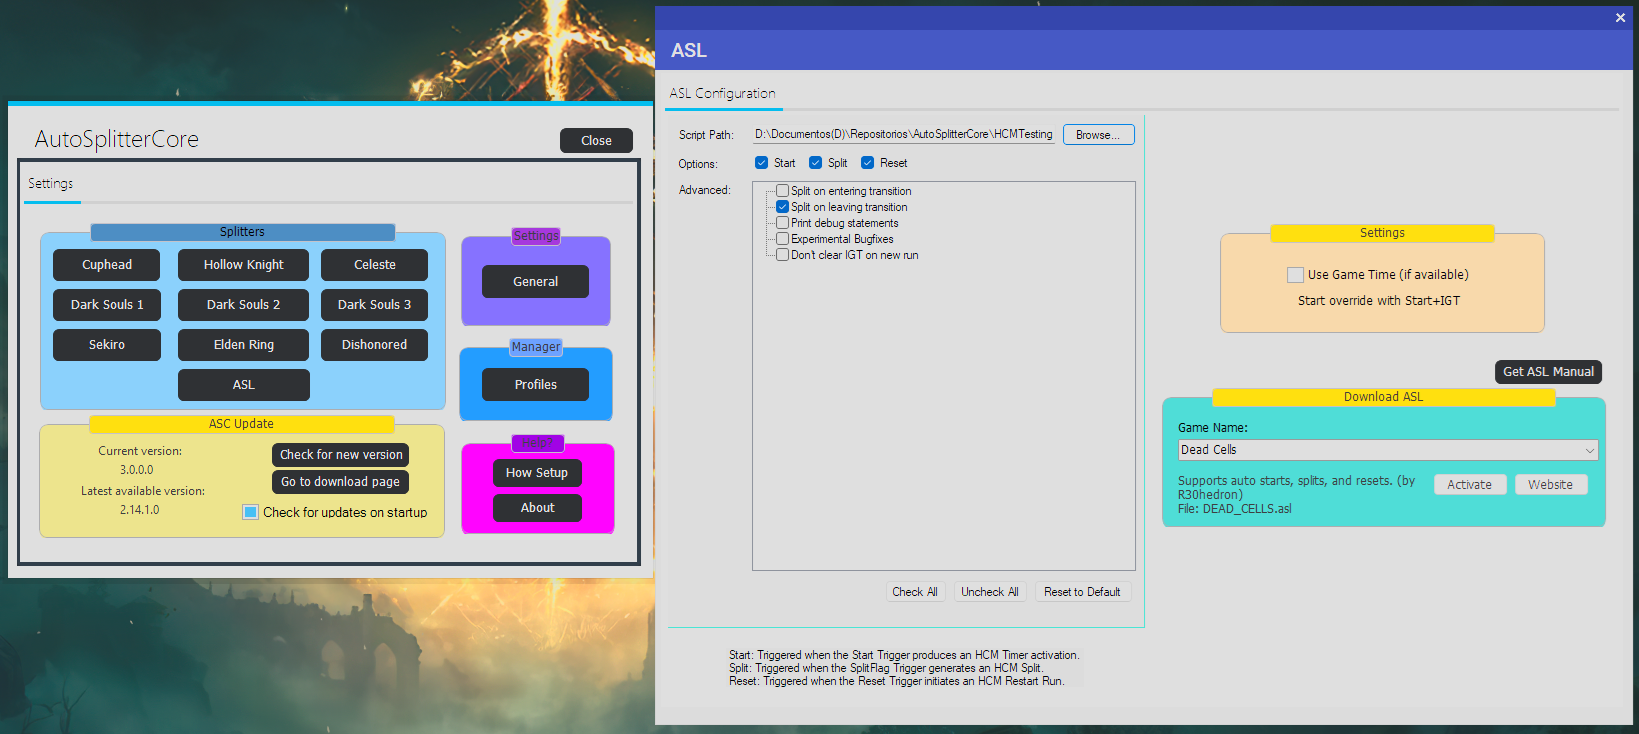 AutoSplitterCore
Close
Settings
Splitters
Cuphead
Hollow Knight
Celeste
Dark Souls 1
Dark Souls 2
Dark Souls 3
Sekiro
Elden Ring
Dishonored
ASL
ASC Update
Current version:
3.0.0.0
Latest available version:
2.14.1.0
Check for new version
Go to download page
Check for updates on startup
Settings
General
Manager
Profiles
Help?
How Setup
About
ASL
ASL Configuration
Script Path:
D:\Documentos(D)\Repositorios\AutoSplitterCore\HCMTesting
Browse...
Options:
Start
Split
Reset
Advanced:
Split on entering transition
Split on leaving transition
Print debug statements
Experimental Bugfixes
Don't clear IGT on new run
Check All
Uncheck All
Reset to Default
Start: Triggered when the Start Trigger produces an HCM Timer activation.
Split: Triggered when the SplitFlag Trigger generates an HCM Split.
Reset: Triggered when the Reset Trigger initiates an HCM Restart Run.
Settings
Use Game Time (if available)
Start override with Start+IGT
Get ASL Manual
Download ASL
Game Name:
Dead Cells
Supports auto starts, splits, and resets. (by
R30hedron)
File: DEAD_CELLS.asl
Activate
Website